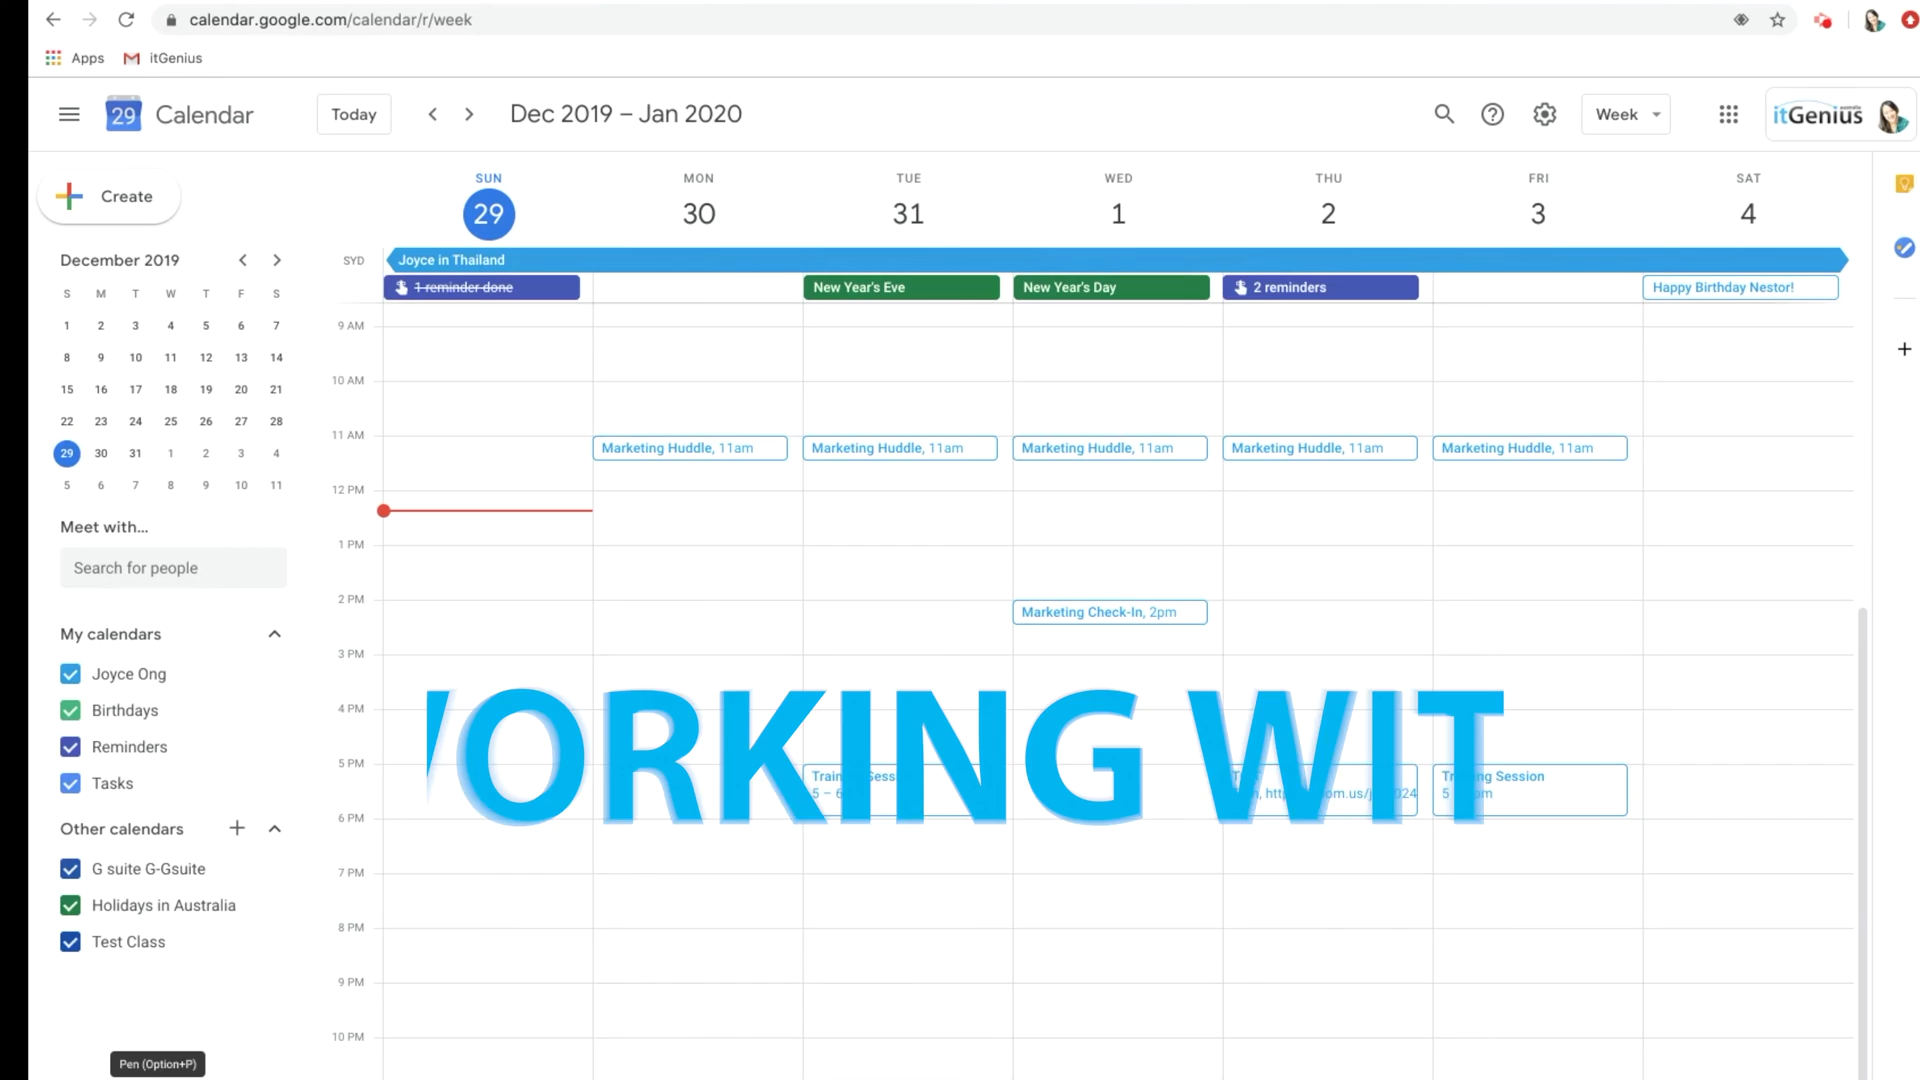 calendar.google.com/calendar/r/week
Apps
itGenius
29
Calendar
Today
Dec 2019 – Jan 2020
Week
itGenius
Create
SUN
MON
TUE
WED
THU
FRI
SAT
29
30
31
1
2
3
4
SYD
Joyce in Thailand
1 reminder done
New Year's Eve
New Year's Day
2 reminders
Happy Birthday Nestor!
December 2019
S M T W T F S
1 2 3 4 5 6 7
8 9 10 11 12 13 14
15 16 17 18 19 20 21
22 23 24 25 26 27 28
29 30 31 1 2 3 4
5 6 7 8 9 10 11
Meet with...
Search for people
My calendars
Joyce Ong
Birthdays
Reminders
Tasks
Other calendars
G suite G-Gsuite
Holidays in Australia
Test Class
9 AM
10 AM
11 AM
Marketing Huddle, 11am
Marketing Huddle, 11am
Marketing Huddle, 11am
Marketing Huddle, 11am
Marketing Huddle, 11am
12 PM
1 PM
2 PM
Marketing Check-In, 2pm
3 PM
4 PM
WORKING WIT
5 PM
Training Session
6 PM
7 PM
8 PM
9 PM
10 PM
Pen (Option+P)